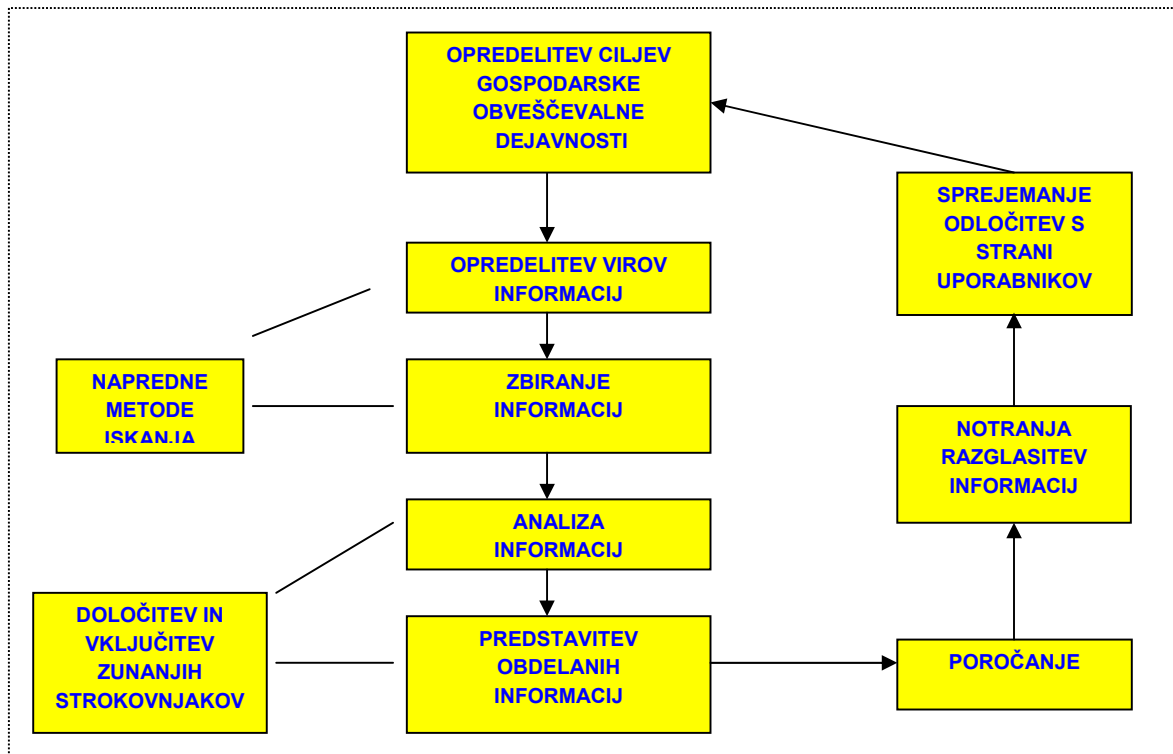 OPREDELITEV CILJEV
GOSPODARSKE
OBVEŠČEVALNE
DEJAVNOSTI
SPREJEMANJE
ODLOČITEV S
STRANI
UPORABNIKOV
OPREDELITEV VIROV
INFORMACIJ
NAPREDNE
METODE
ISKANJA
ZBIRANJE
INFORMACIJ
NOTRANJA
RAZGLASITEV
INFORMACIJ
ANALIZA
INFORMACIJ
DOLOČITEV IN
VKLJUČITEV
ZUNANJIH
STROKOVNJAKOV
PREDSTAVITEV
OBDELANIH
INFORMACIJ
POROČANJE